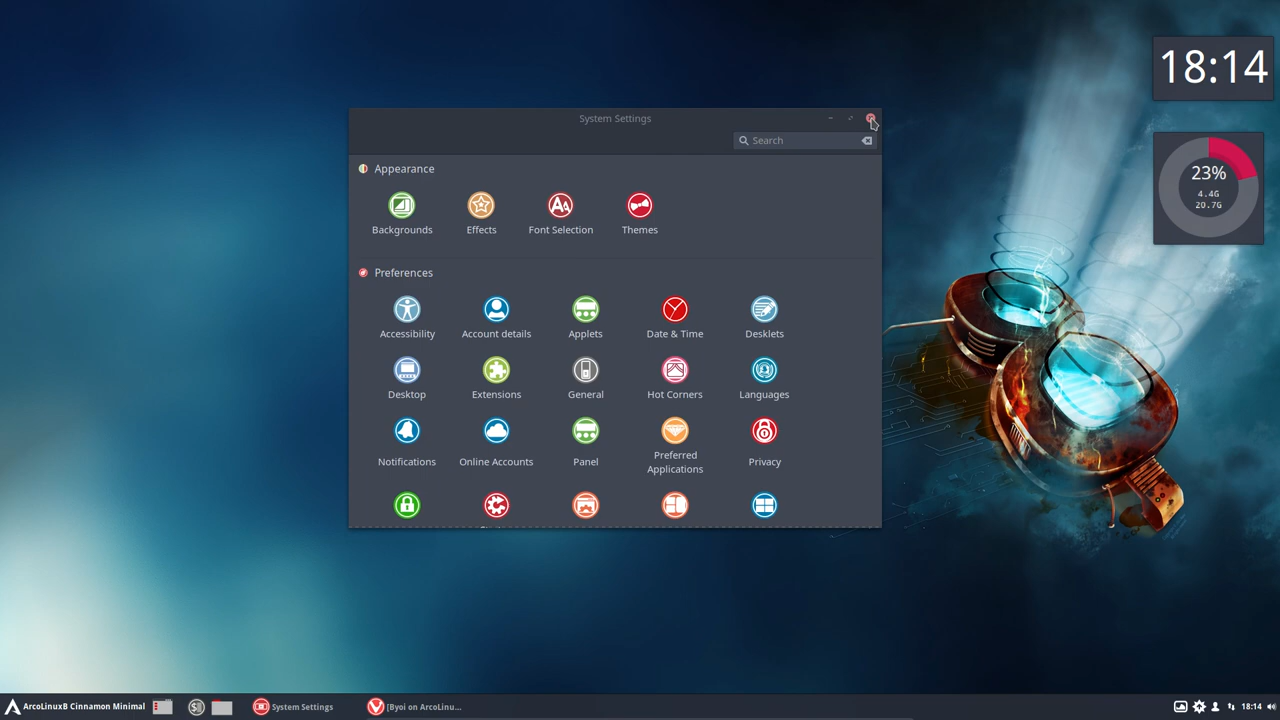 18:14
System Settings
Search
23%
4.4G
20.7G
Appearance
Backgrounds
Effects
Font Selection
Themes
Preferences
Accessibility
Account details
Applets
Date & Time
Desklets
Desktop
Extensions
General
Hot Corners
Languages
Notifications
Online Accounts
Panel
Preferred
Applications
Privacy
ArcoLinuxB Cinnamon Minimal
System Settings
[Byoi on ArcoLinu...
18:14